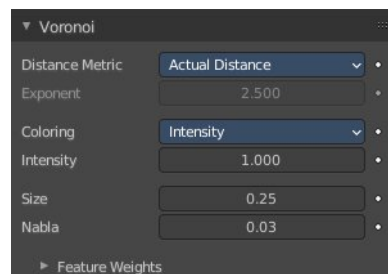 Voronoi
Distance Metric Actual Distance
Exponent 2.500
Coloring Intensity
Intensity 1.000
Size 0.25
Nabla 0.03
Feature Weights